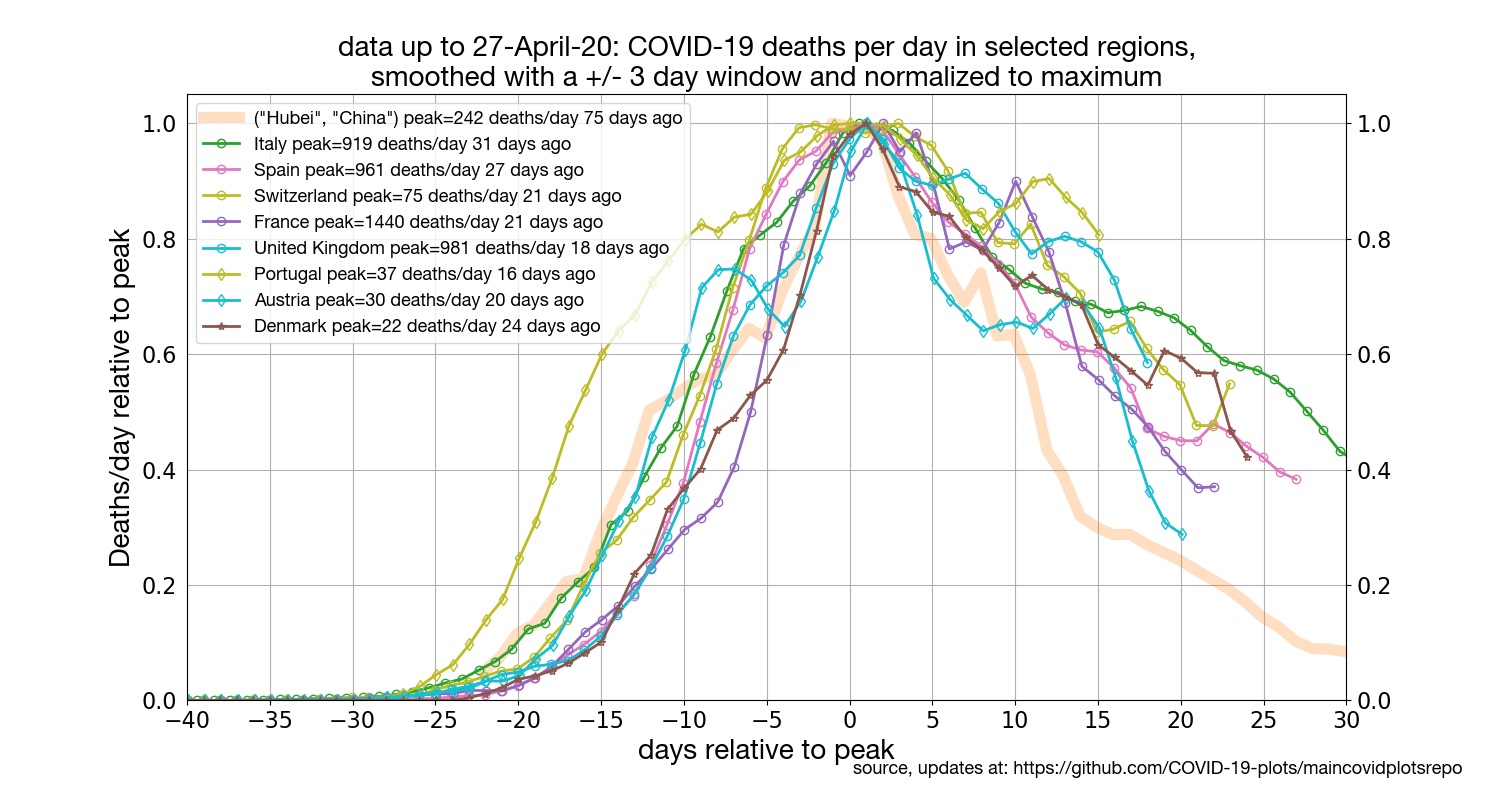 data up to 27-April-20: COVID-19 deaths per day in selected regions,
smoothed with a +/- 3 day window and normalized to maximum
("Hubei", "China") peak=242 deaths/day 75 days ago
Italy peak=919 deaths/day 31 days ago
Spain peak=961 deaths/day 27 days ago
Switzerland peak=75 deaths/day 21 days ago
France peak=1440 deaths/day 21 days ago
United Kingdom peak=981 deaths/day 18 days ago
Portugal peak=37 deaths/day 16 days ago
Austria peak=30 deaths/day 20 days ago
Denmark peak=22 deaths/day 24 days ago
Deaths/day relative to peak
1.0
0.8
0.6
0.4
0.2
0.0
1.0
0.8
0.6
0.4
0.2
0.0
−40 −35 −30 −25 −20 −15 −10 −5 0 5 10 15 20 25 30
days relative to peak
source, updates at: https://github.com/COVID-19-plots/maincovidplotsrepo